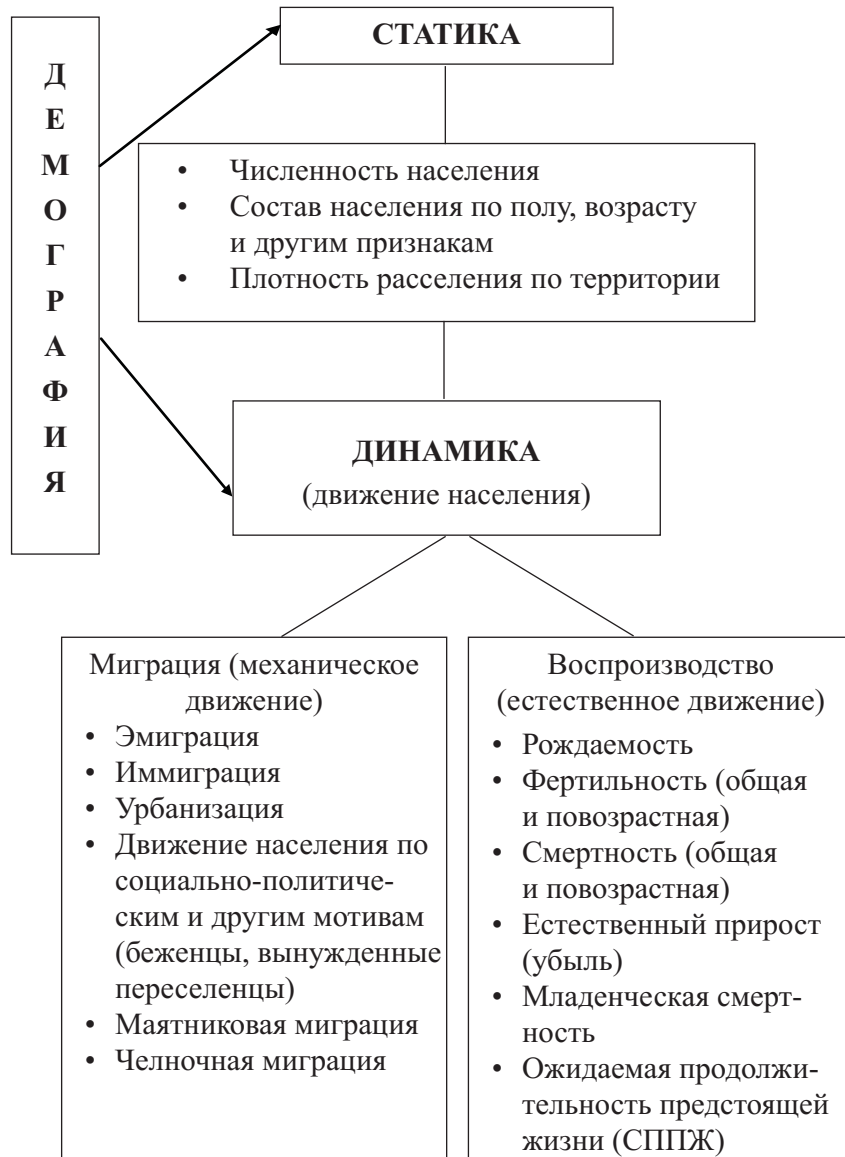 ДЕМОГРАФИЯ
СТАТИКА
• Численность населения
• Состав населения по полу, возрасту
и другим признакам
• Плотность расселения по территории
ДИНАМИКА
(движение населения)
Миграция (механическое
движение)
• Эмиграция
• Иммиграция
• Урбанизация
• Движение населения по
социально-политиче-
ским и другим мотивам
(беженцы, вынужденные
переселенцы)
• Маятниковая миграция
• Челночная миграция
Воспроизводство
(естественное движение)
• Рождаемость
• Фертильность (общая
и повозрастная)
• Смертность (общая
и повозрастная)
• Естественный прирост
(убыль)
• Младенческая смерт-
ность
• Ожидаемая продолжи-
тельность предстоящей
жизни (СППЖ)